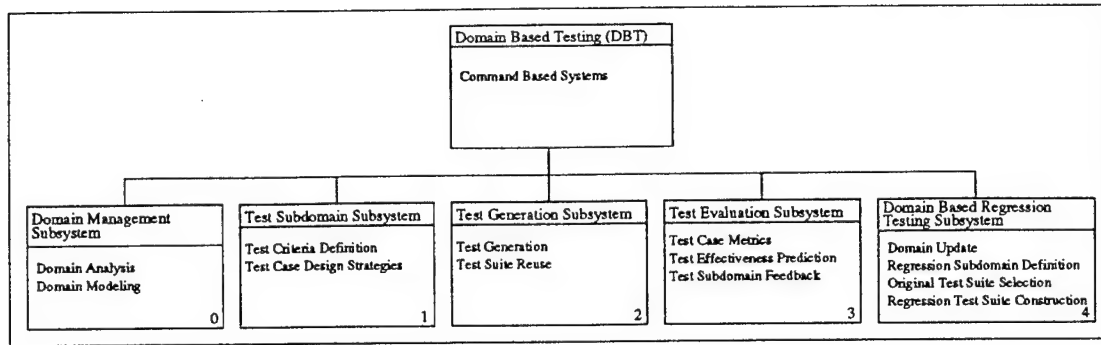 Domain Based Testing (DBT)
Command Based Systems
Domain Management
Subsystem
Domain Analysis
Domain Modeling
0
Test Subdomain Subsystem
Test Criteria Definition
Test Case Design Strategies
1
Test Generation Subsystem
Test Generation
Test Suite Reuse
2
Test Evaluation Subsystem
Test Case Metrics
Test Effectiveness Prediction
Test Subdomain Feedback
3
Domain Based Regression
Testing Subsystem
Domain Update
Regression Subdomain Definition
Original Test Suite Selection
Regression Test Suite Construction
4